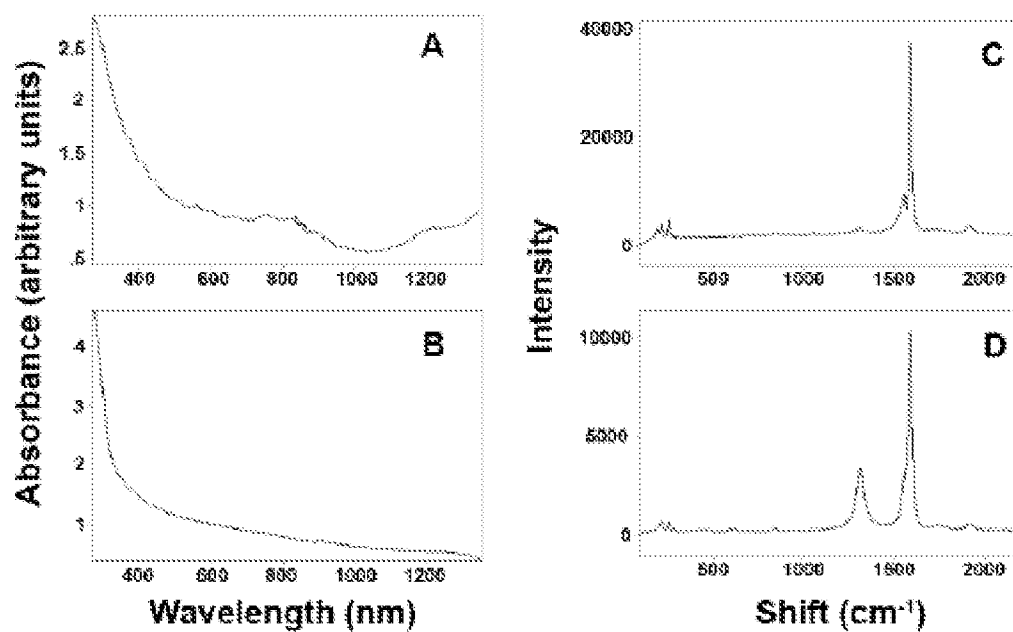 Absorbance (arbitrary units)
A
2.5
2
1.5
1
.5
400 600 800 1000 1200
B
4
3
2
1
400 600 800 1000 1200
Wavelength (nm)
Intensity
C
40000
20000
0
500 1000 1500 2000
D
10000
5000
0
500 1000 1500 2000
Shift (cm⁻¹)